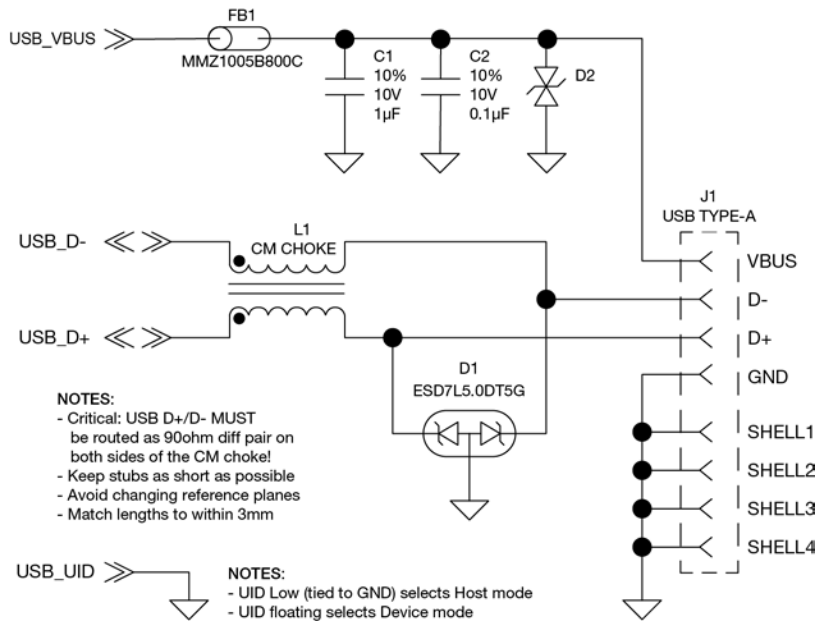 FB1
USB_VBUS
MMZ1005B800C
C1
10%
10V
1µF
C2
10%
10V
0.1µF
D2
J1
USB TYPE-A
L1
CM CHOKE
USB_D-
USB_D+
VBUS
D-
D+
GND
SHELL1
SHELL2
SHELL3
SHELL4
D1
ESD7L5.0DT5G
NOTES:
- Critical: USB D+/D- MUST
be routed as 90ohm diff pair on
both sides of the CM choke!
- Keep stubs as short as possible
- Avoid changing reference planes
- Match lengths to within 3mm
USB_UID
NOTES:
- UID Low (tied to GND) selects Host mode
- UID floating selects Device mode